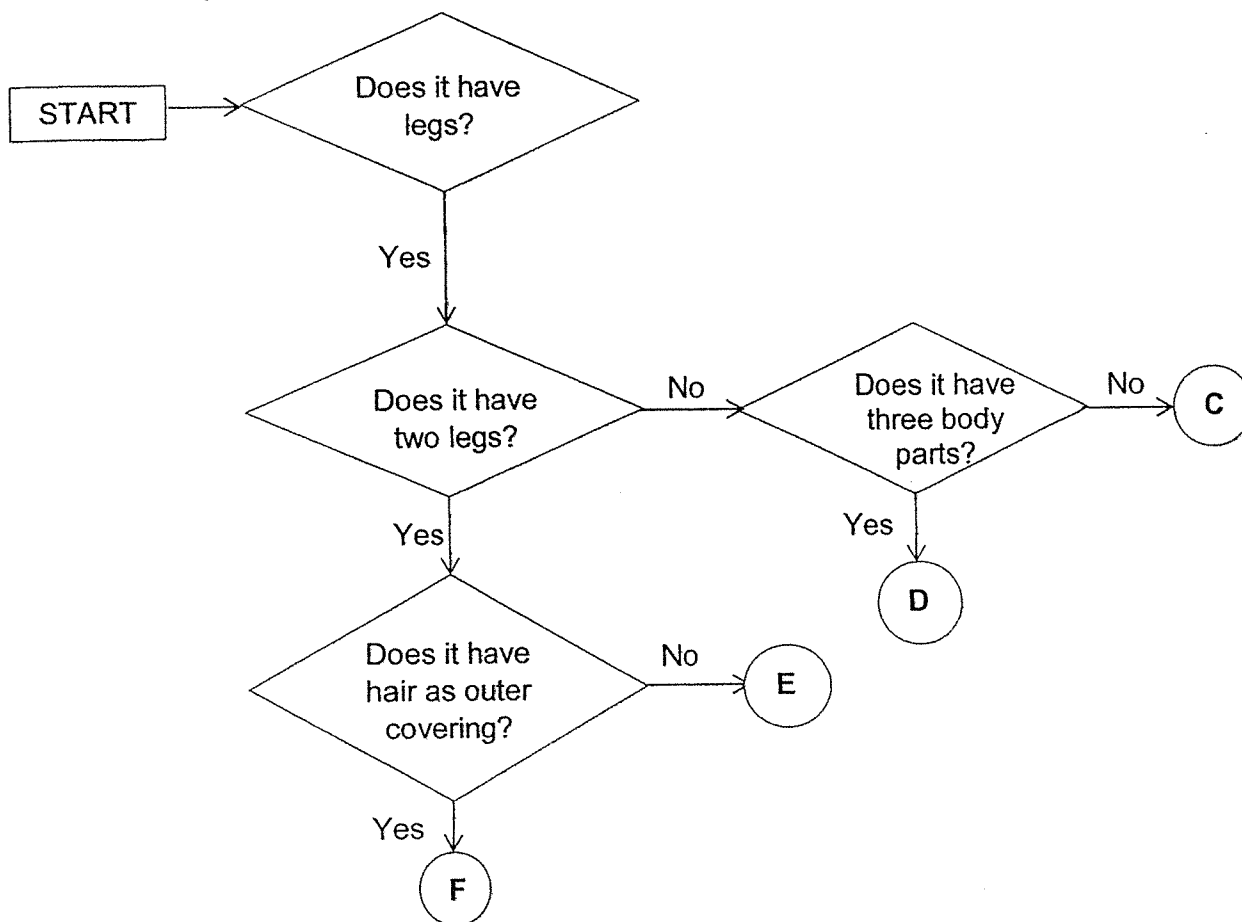 START
Does it have
legs?
Yes
Does it have
two legs?
No
Does it have
three body
parts?
No
C
Yes
D
Yes
Does it have
hair as outer
covering?
No
E
Yes
F